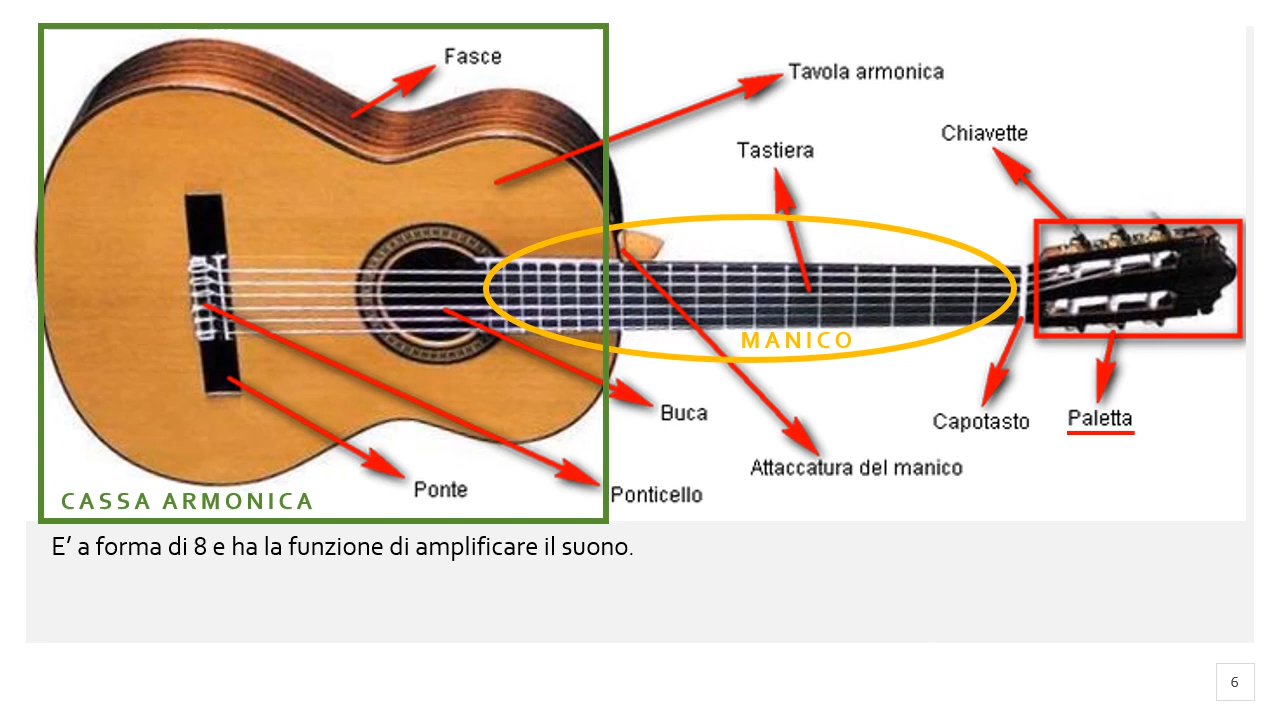 Fasce
Tavola armonica
Chiavette
Tastiera
MANICO
Buca
Capotasto
Paletta
Attaccatura del manico
Ponte
Ponticello
CASSA ARMONICA
E’ a forma di 8 e ha la funzione di amplificare il suono.
6